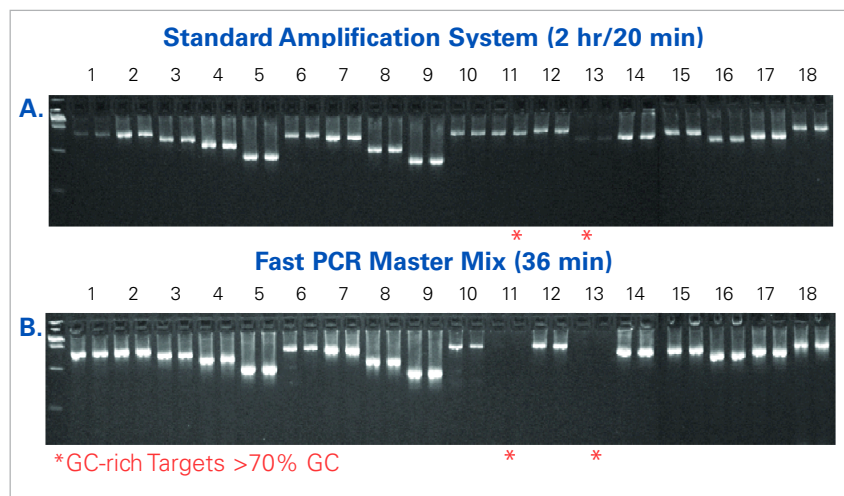 Standard Amplification System (2 hr/20 min)
1 2 3 4 5 6 7 8 9 10 11 12 13 14 15 16 17 18
A.
* *
Fast PCR Master Mix (36 min)
1 2 3 4 5 6 7 8 9 10 11 12 13 14 15 16 17 18
B.
*GC-rich Targets >70% GC * *